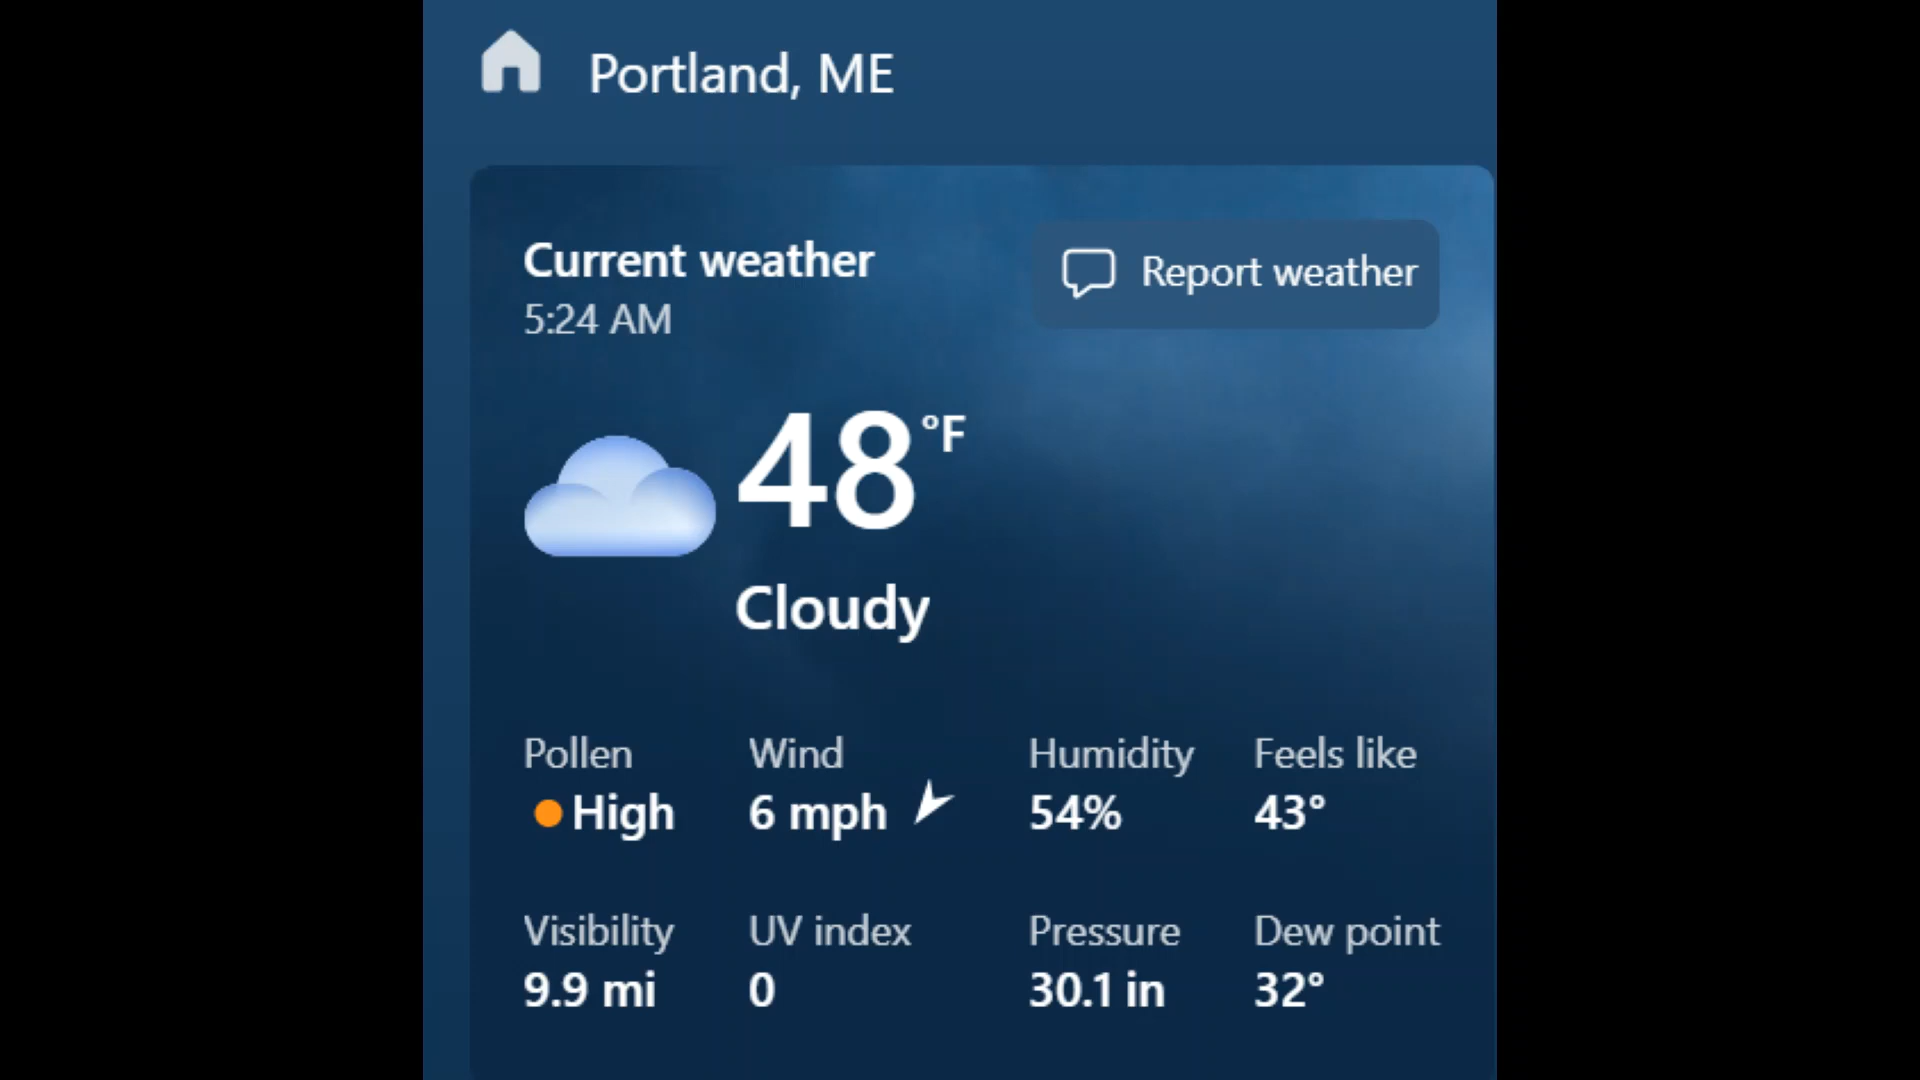 Portland, ME
Current weather
5:24 AM
Report weather
48 °F
Cloudy
Pollen Wind Humidity Feels like
High 6 mph 54% 43°
Visibility UV index Pressure Dew point
9.9 mi 0 30.1 in 32°